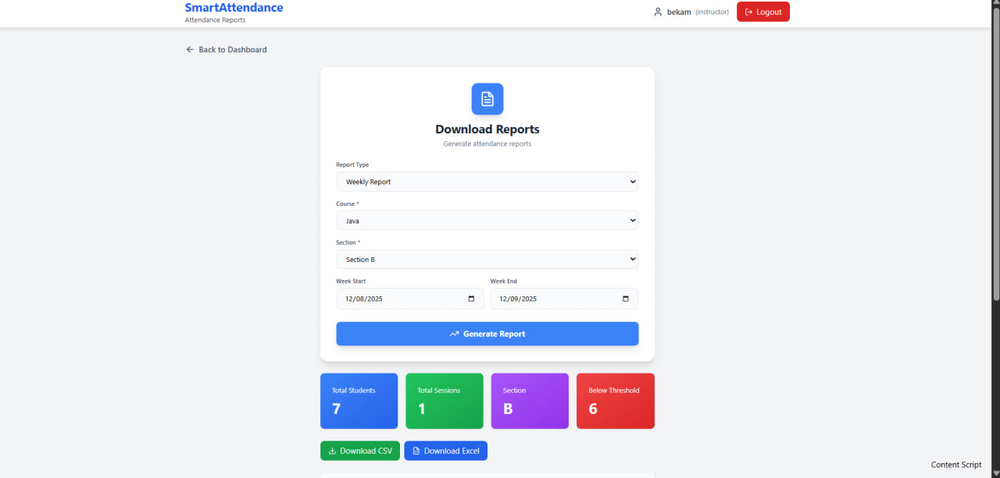 SmartAttendance
Attendance Reports
bekam (instructor)
Logout
Back to Dashboard
Download Reports
Generate attendance reports
Report Type
Weekly Report
Course *
Java
Section *
Section B
Week Start
Week End
12/08/2025
12/09/2025
Generate Report
Total Students
7
Total Sessions
1
Section
B
Below Threshold
6
Download CSV
Download Excel
Content Script